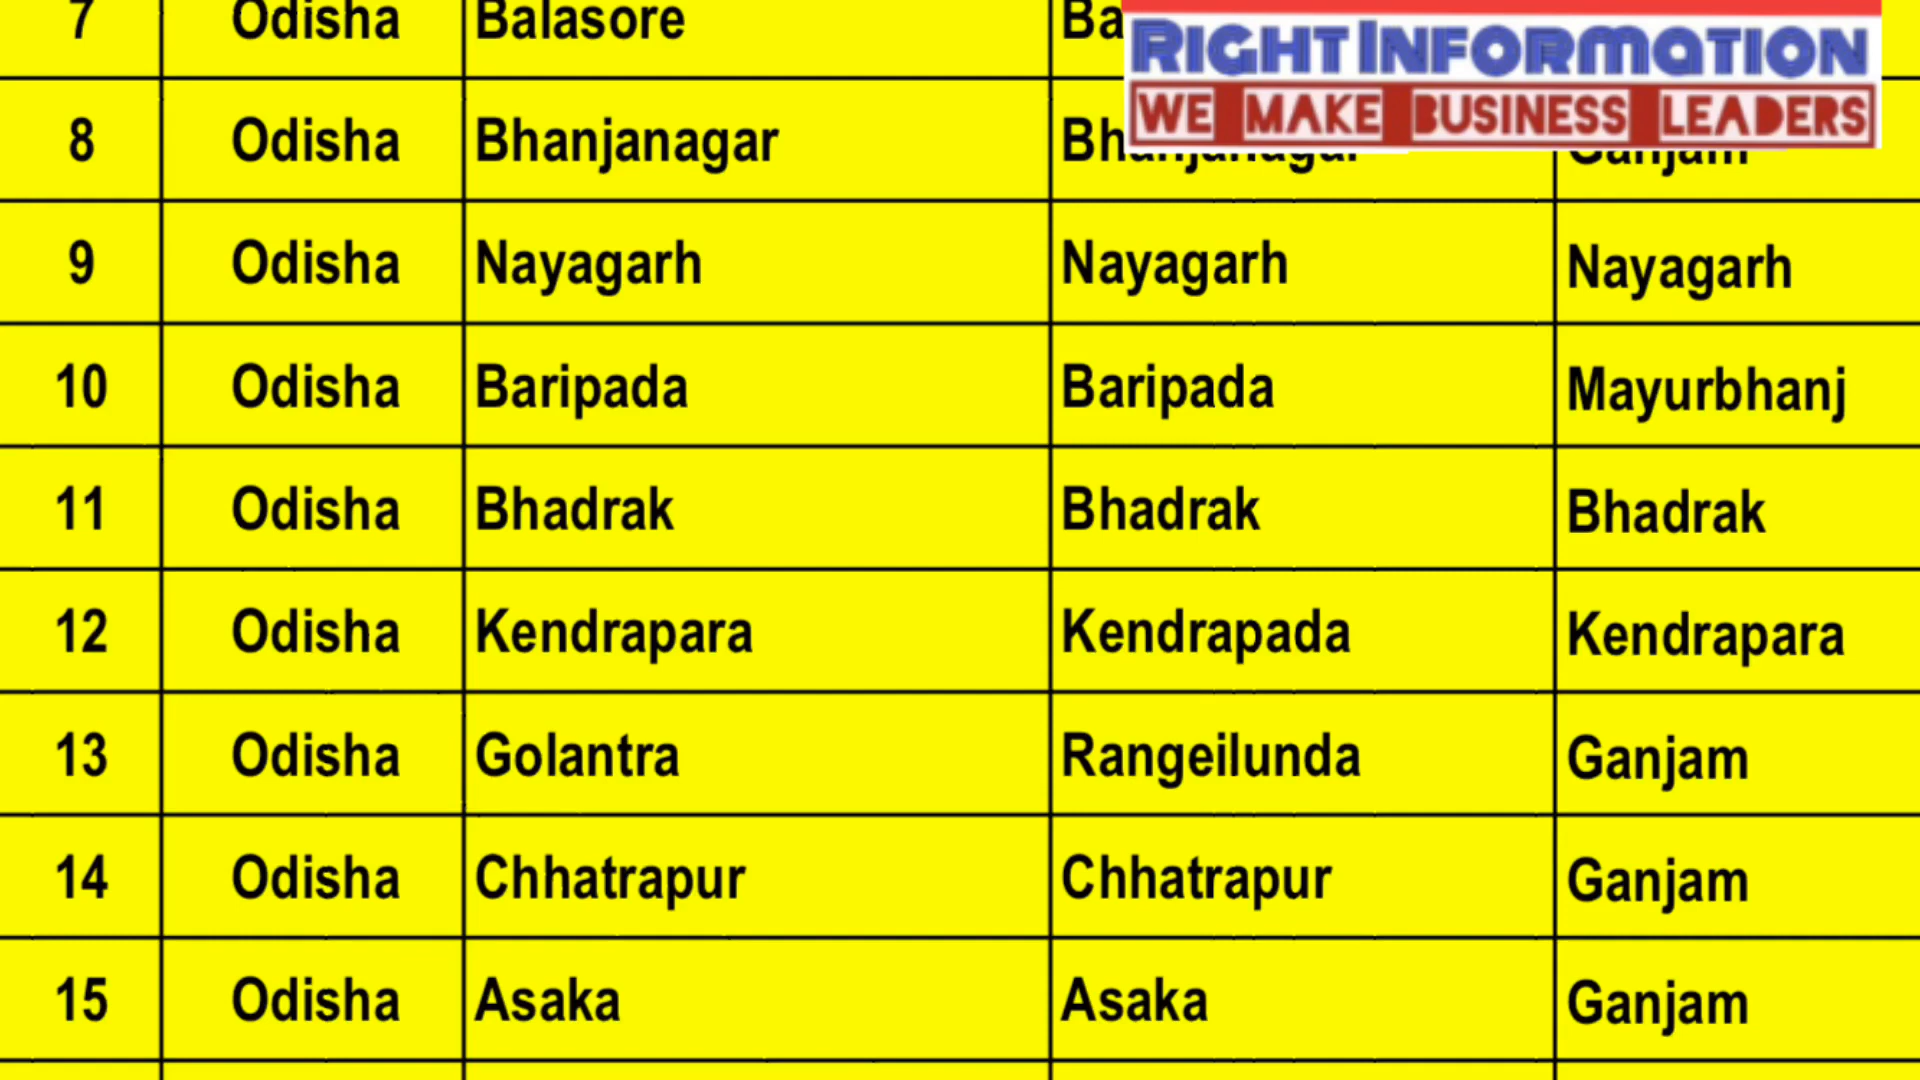 7 Odisha Balasore
RIGHT INFORMATION
WE MAKE BUSINESS LEADERS
8 Odisha Bhanjanagar Bhanjanagar Ganjam
9 Odisha Nayagarh Nayagarh Nayagarh
10 Odisha Baripada Baripada Mayurbhanj
11 Odisha Bhadrak Bhadrak Bhadrak
12 Odisha Kendrapara Kendrapada Kendrapara
13 Odisha Golantra Rangeilunda Ganjam
14 Odisha Chhatrapur Chhatrapur Ganjam
15 Odisha Asaka Asaka Ganjam